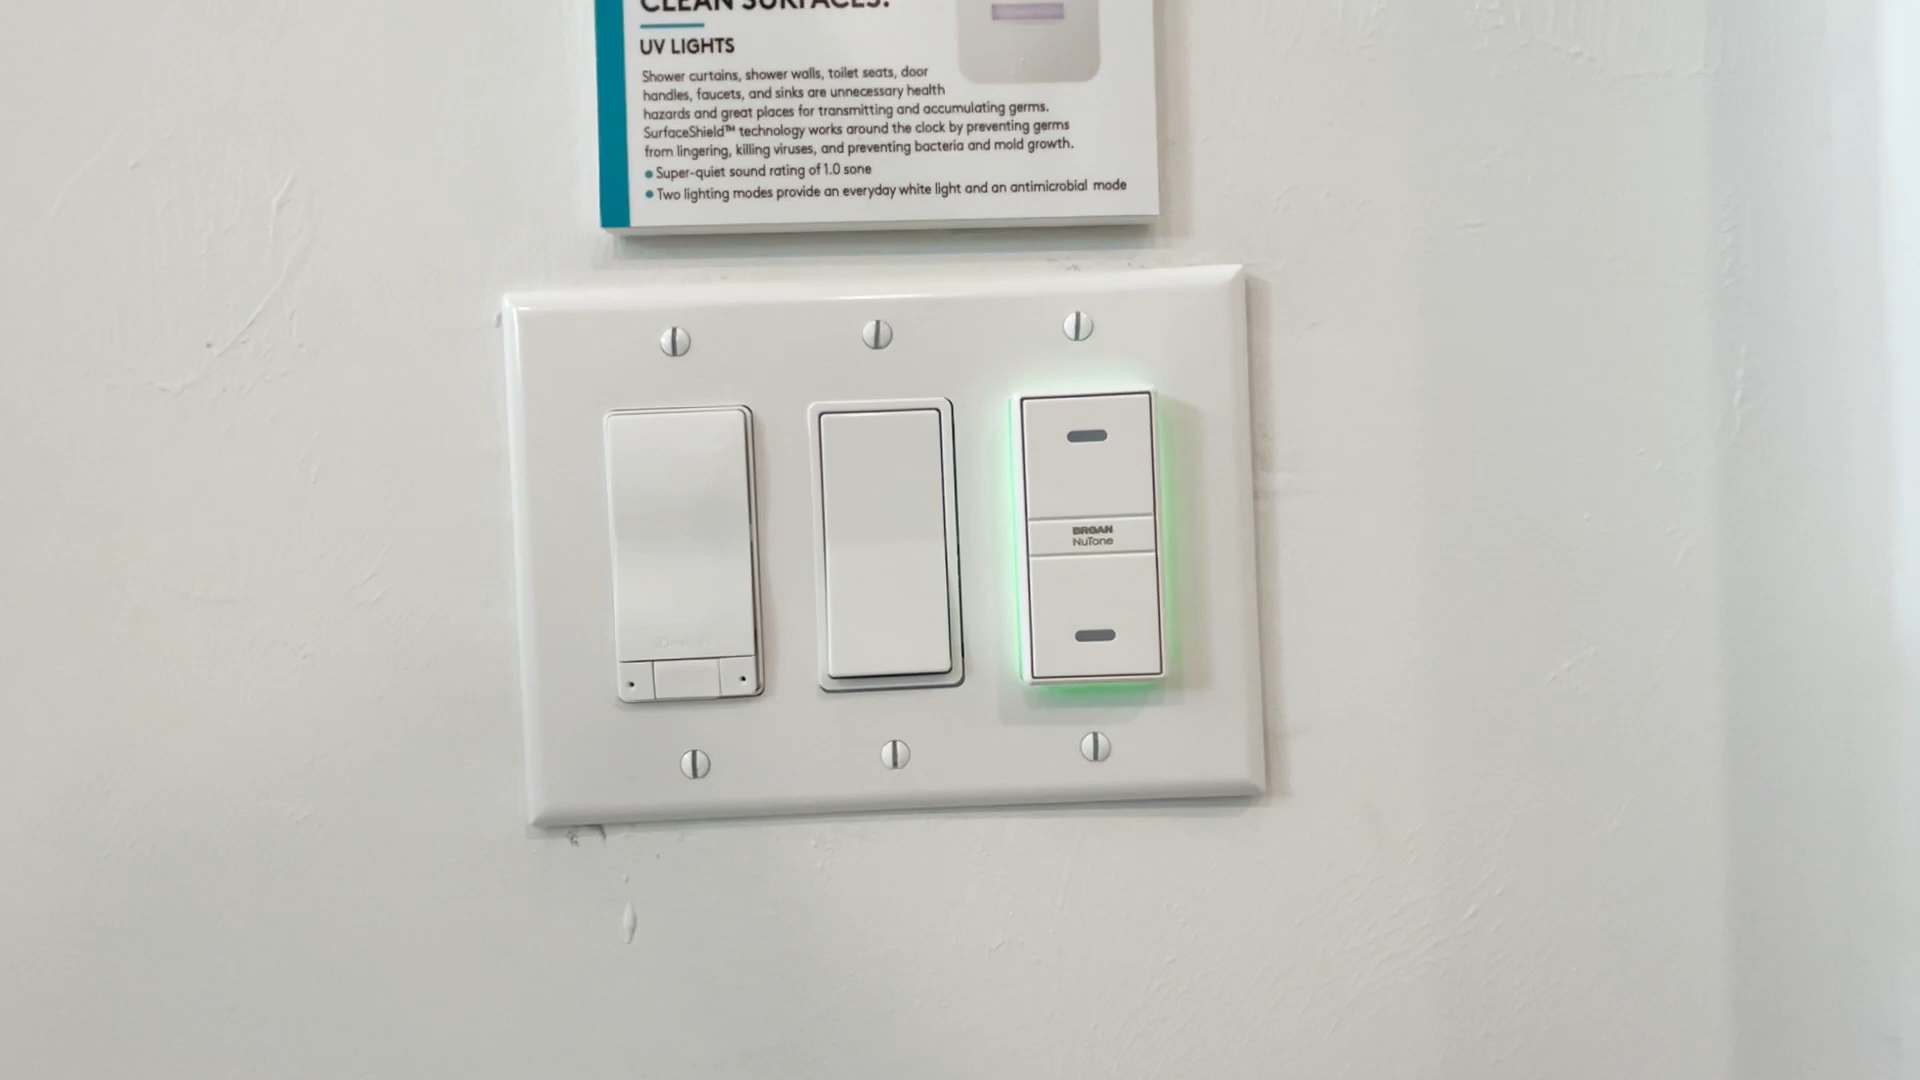 CLEAN SURFACES.
UV LIGHTS
Shower curtains, shower walls, toilet seats, door
handles, faucets, and sinks are unnecessary health
hazards and great places for transmitting and accumulating germs.
SurfaceShield™ technology works around the clock by preventing germs
from lingering, killing viruses, and preventing bacteria and mold growth.
• Super-quiet sound rating of 1.0 sone
• Two lighting modes provide an everyday white light and an antimicrobial mode
BROAN
NuTone